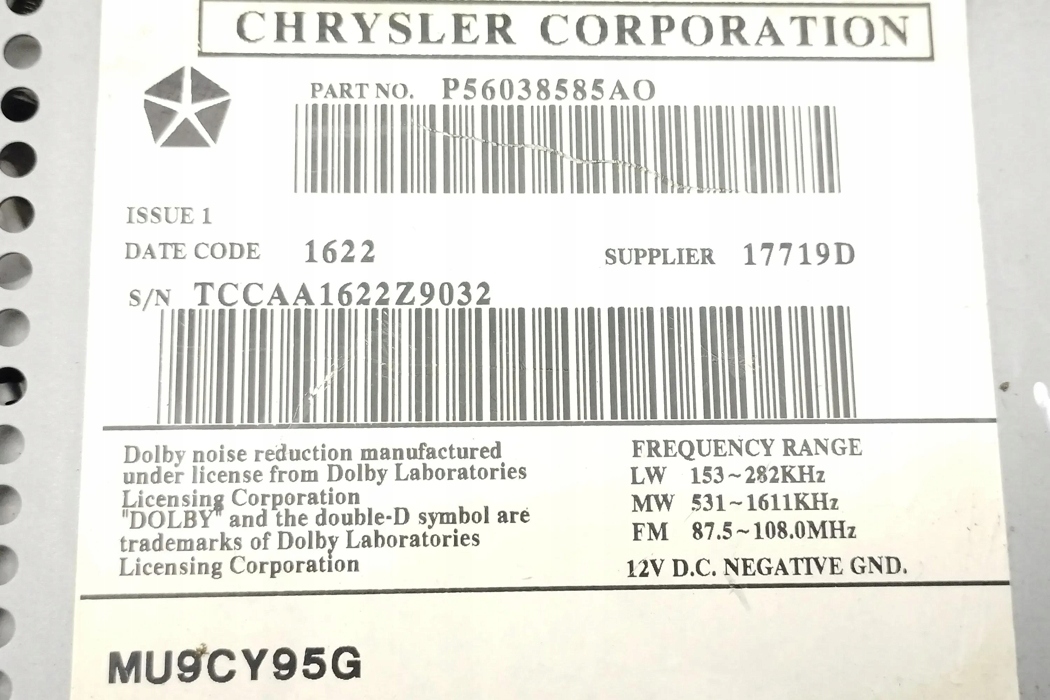 CHRYSLER CORPORATION
PART NO. P56038585AO
ISSUE 1
DATE CODE 1622 SUPPLIER 17719D
S/N TCCAA1622Z9032
Dolby noise reduction manufactured
under license from Dolby Laboratories
Licensing Corporation
"DOLBY" and the double-D symbol are
trademarks of Dolby Laboratories
Licensing Corporation
FREQUENCY RANGE
LW 153~282KHz
MW 531~1611KHz
FM 87.5~108.0MHz
12V D.C. NEGATIVE GND.
MU9CY95G